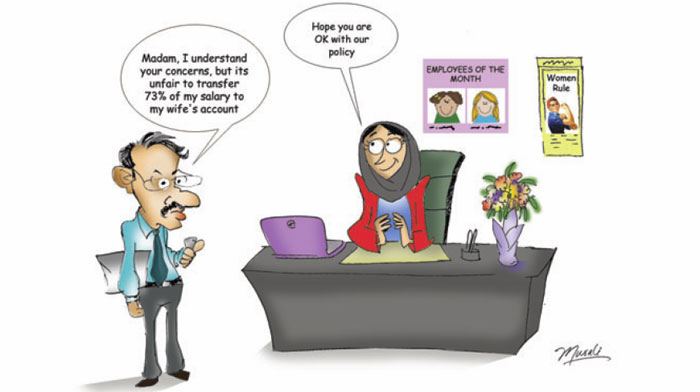 Madam, I understand
your concerns, but its
unfair to transfer
73% of my salary to
my wife's account
Hope you are
OK with our
policy
EMPLOYEES OF THE
MONTH
Women
Rule
Murali